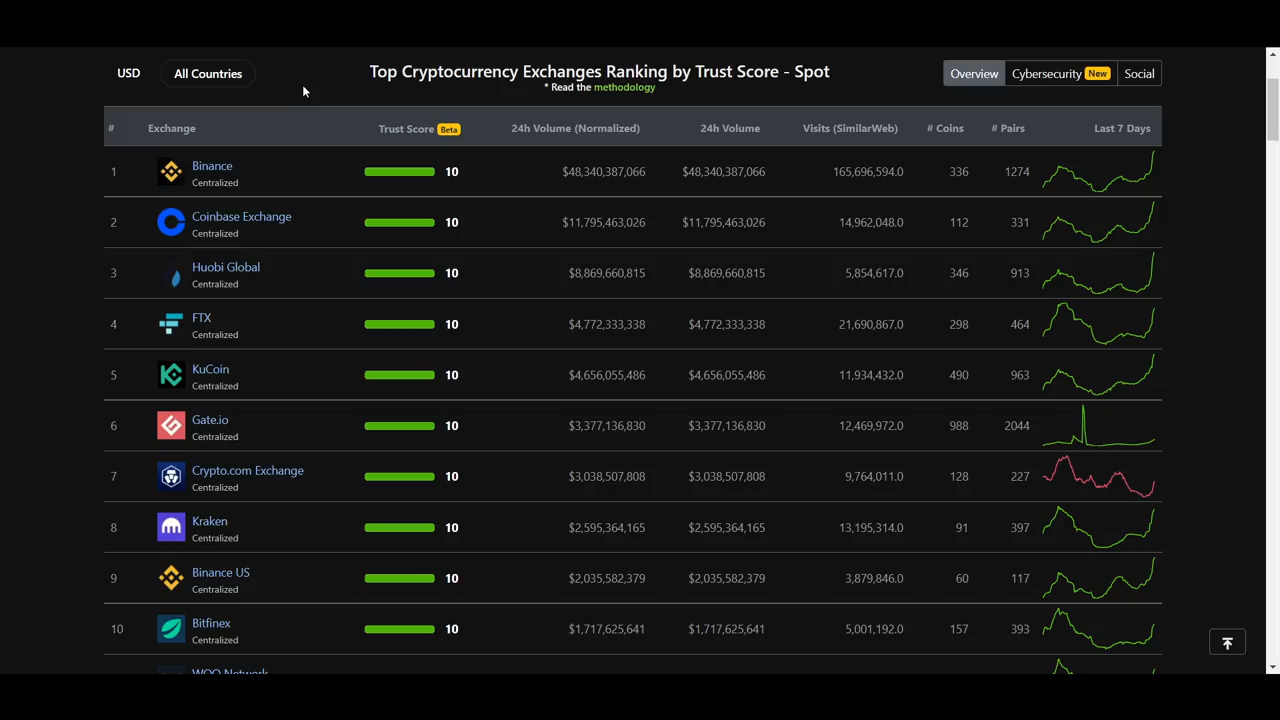 USD All Countries Top Cryptocurrency Exchanges Ranking by Trust Score - Spot Overview Cybersecurity New Social
* Read the methodology
# Exchange Trust Score Beta 24h Volume (Normalized) 24h Volume Visits (SimilarWeb) # Coins # Pairs Last 7 Days
1 Binance 10 $48,340,387,066 $48,340,387,066 165,696,594.0 336 1274
Centralized
2 Coinbase Exchange 10 $11,795,463,026 $11,795,463,026 14,962,048.0 112 331
Centralized
3 Huobi Global 10 $8,869,660,815 $8,869,660,815 5,854,617.0 346 913
Centralized
4 FTX 10 $4,772,333,338 $4,772,333,338 21,690,867.0 298 464
Centralized
5 KuCoin 10 $4,656,055,486 $4,656,055,486 11,934,432.0 490 963
Centralized
6 Gate.io 10 $3,377,136,830 $3,377,136,830 12,469,972.0 988 2044
Centralized
7 Crypto.com Exchange 10 $3,038,507,808 $3,038,507,808 9,764,011.0 128 227
Centralized
8 Kraken 10 $2,595,364,165 $2,595,364,165 13,195,314.0 91 397
Centralized
9 Binance US 10 $2,035,582,379 $2,035,582,379 3,879,846.0 60 117
Centralized
10 Bitfinex 10 $1,717,625,641 $1,717,625,641 5,001,192.0 157 393
Centralized
WOO Network